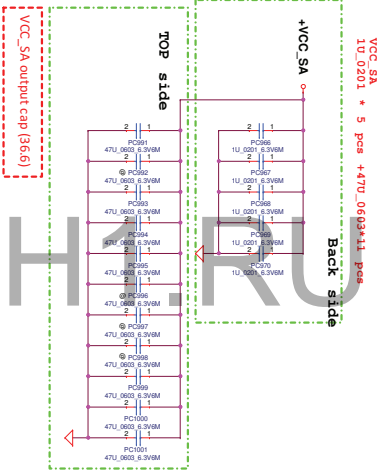 VCC_SA
1U_0201 * 5 pcs +47U_0603*11 pcs
+VCC_SA
Back side
2 1
PC966
1U_0201_6.3V6M
2 1
PC967
1U_0201_6.3V6M
2 1
PC968
1U_0201_6.3V6M
2 1
PC969
1U_0201_6.3V6M
2 1
PC970
1U_0201_6.3V6M
TOP side
2 1
PC991
47U_0603_6.3V6M
2 1
@ PC992
47U_0603_6.3V6M
2 1
PC993
47U_0603_6.3V6M
2 1
PC994
47U_0603_6.3V6M
2 1
PC995
47U_0603_6.3V6M
2 1
@ PC996
47U_0603_6.3V6M
2 1
@ PC997
47U_0603_6.3V6M
2 1
@ PC998
47U_0603_6.3V6M
2 1
PC999
47U_0603_6.3V6M
2 1
PC1000
47U_0603_6.3V6M
2 1
PC1001
47U_0603_6.3V6M
VCC_SA output cap (36.6)
H1.RU